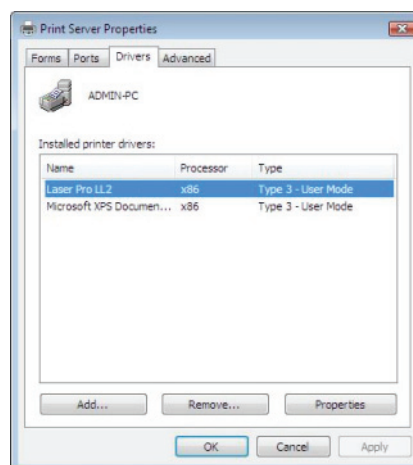 Print Server Properties
Forms Ports Drivers Advanced
ADMIN-PC
Installed printer drivers:
Name Processor Type
Laser Pro LL2 x86 Type 3 - User Mode
Microsoft XPS Documen... x86 Type 3 - User Mode
Add... Remove... Properties
OK Cancel Apply